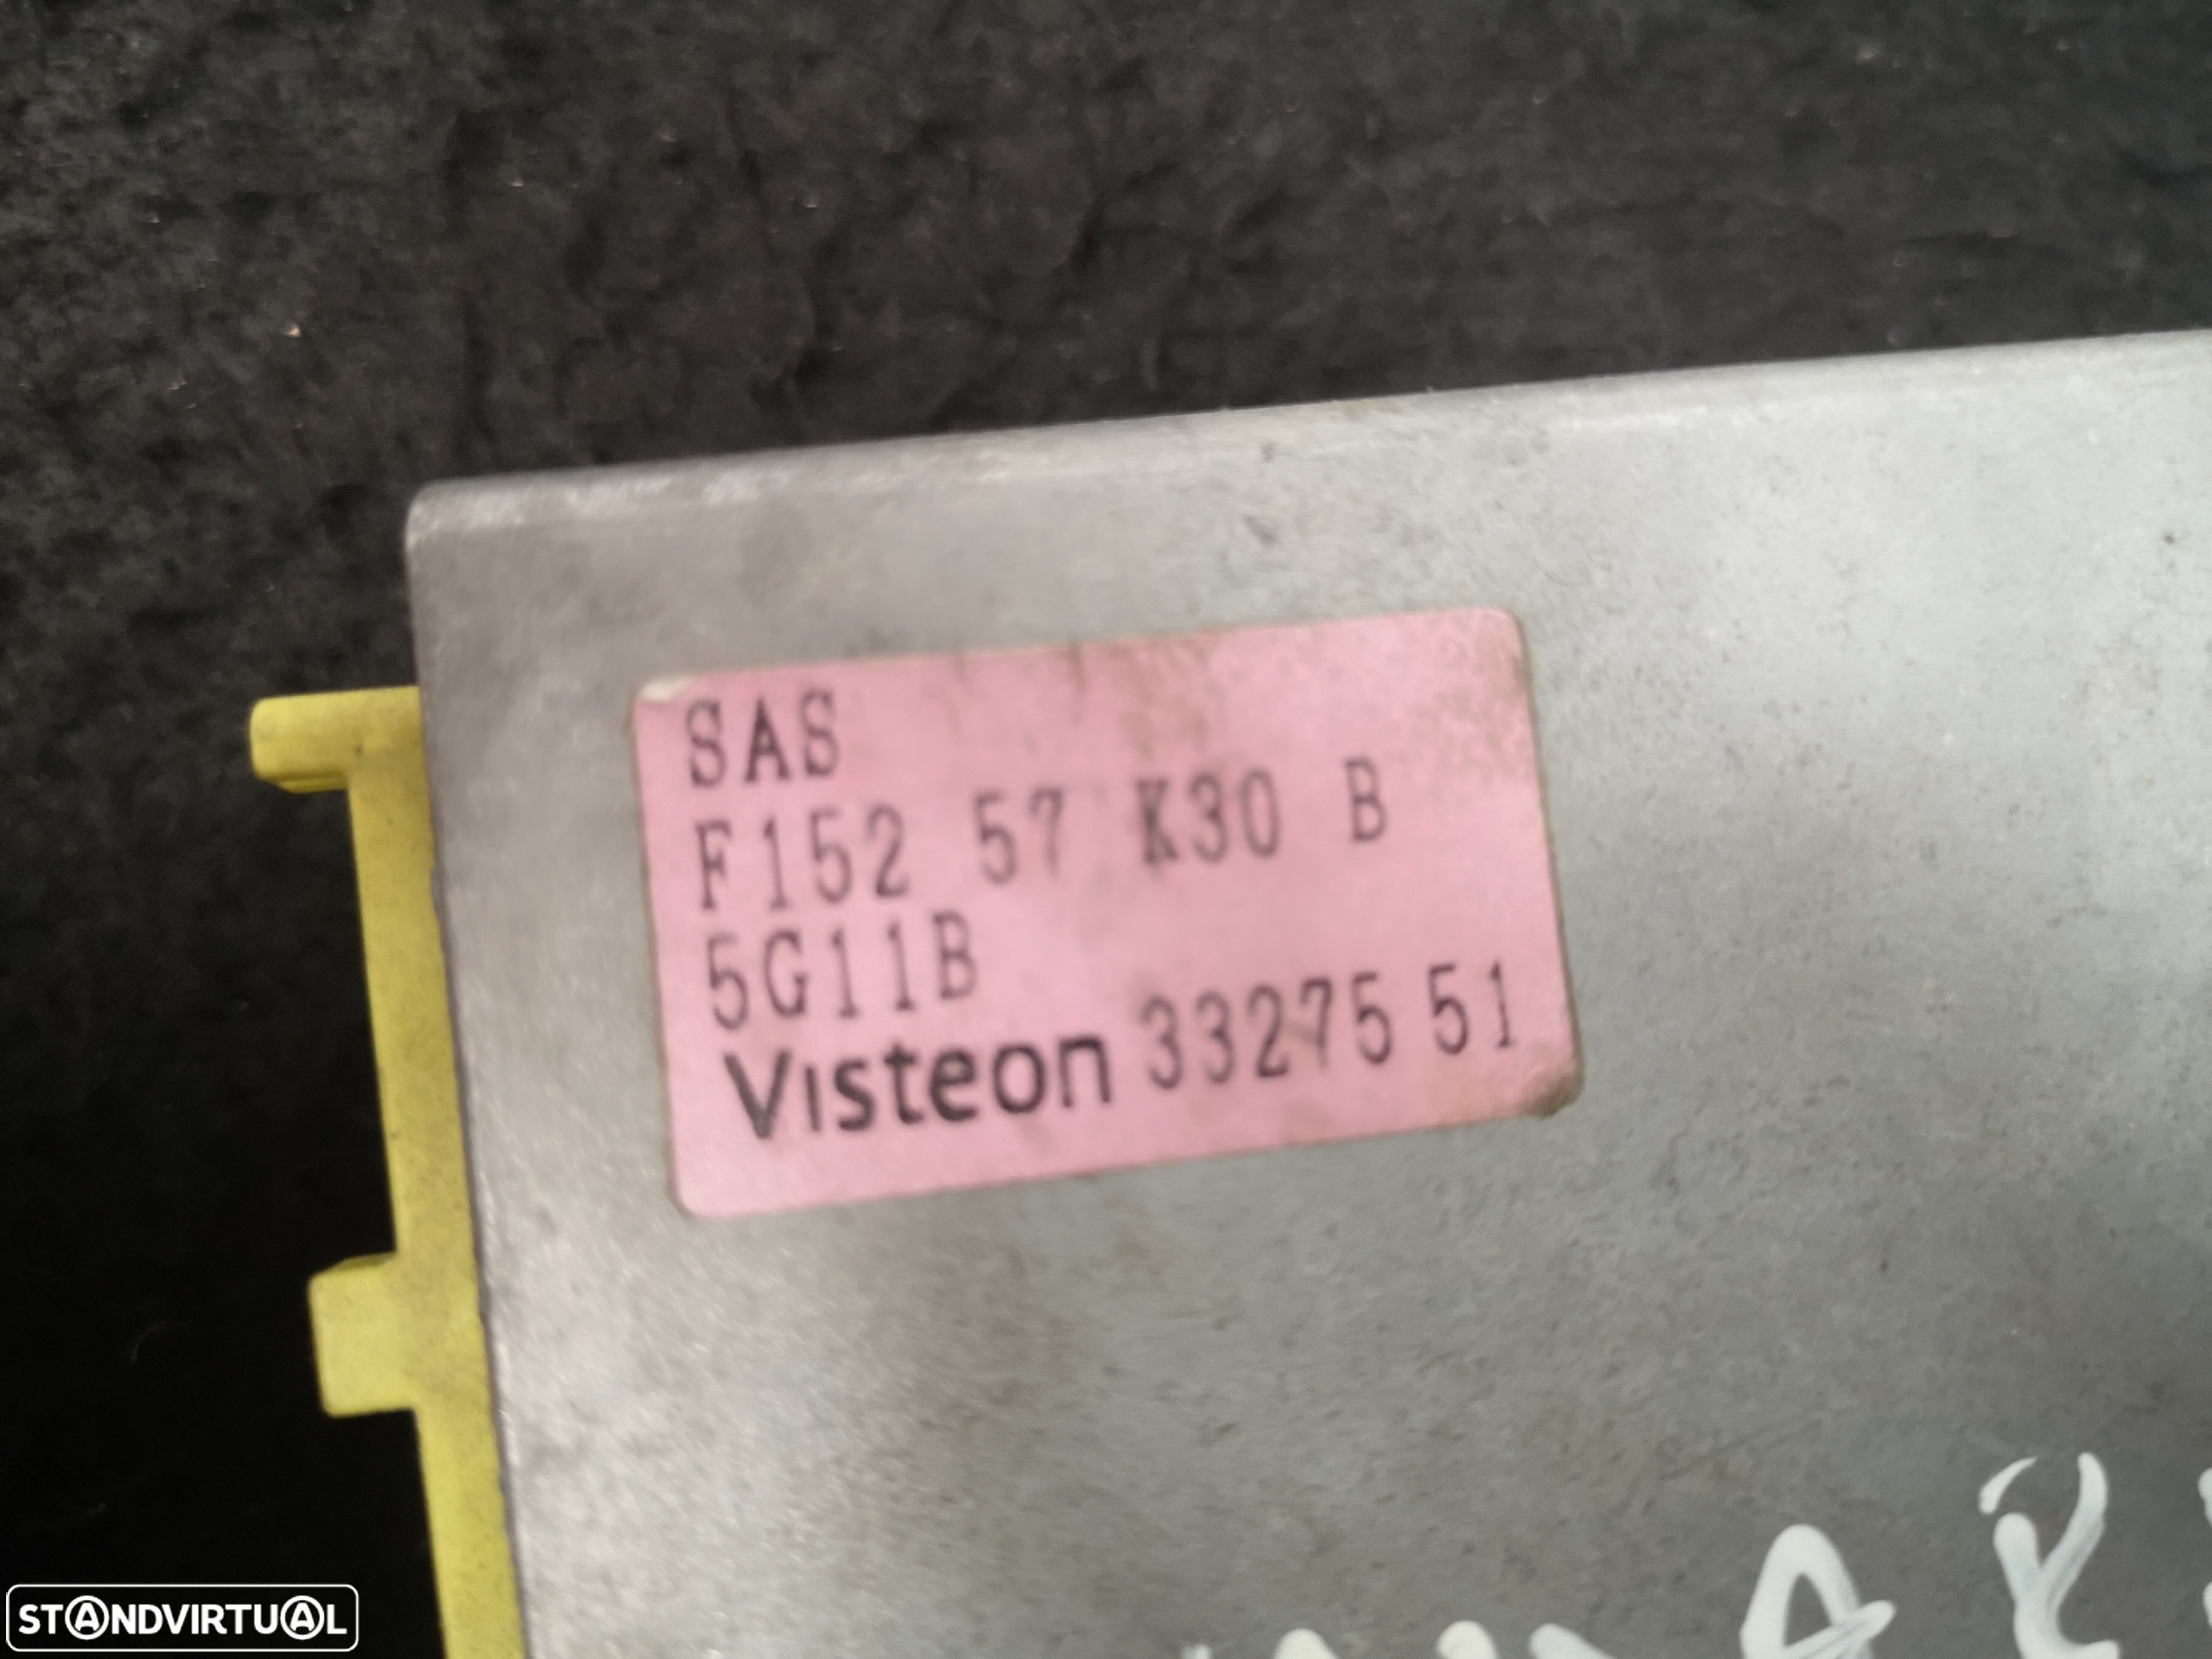 SAS
F152 57 K30 B
5G11B
Visteon 33275 51
STANDVIRTUAL